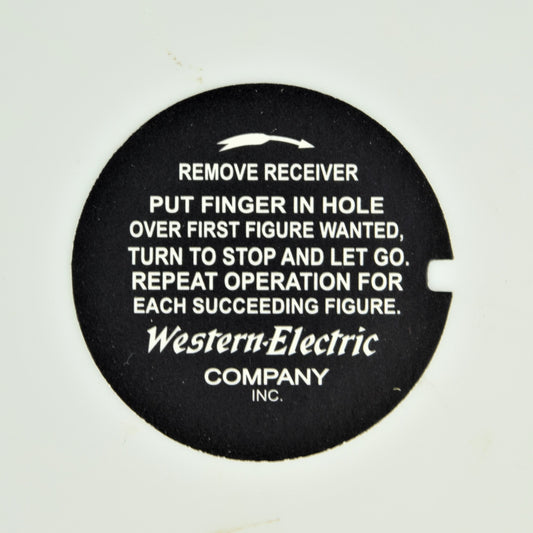 REMOVE RECEIVER
PUT FINGER IN HOLE
OVER FIRST FIGURE WANTED,
TURN TO STOP AND LET GO.
REPEAT OPERATION FOR
EACH SUCCEEDING FIGURE.
Western-Electric
COMPANY
INC.